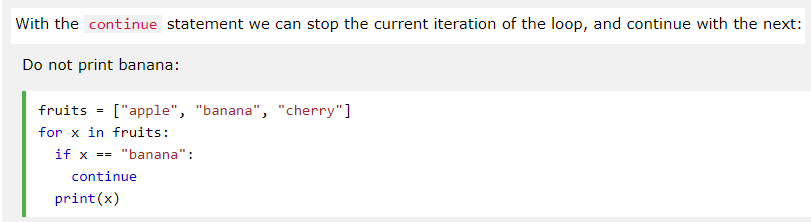 With the continue statement we can stop the current iteration of the loop, and continue with the next:
Do not print banana:
fruits = ["apple", "banana", "cherry"]
for x in fruits:
  if x == "banana":
    continue
  print(x)